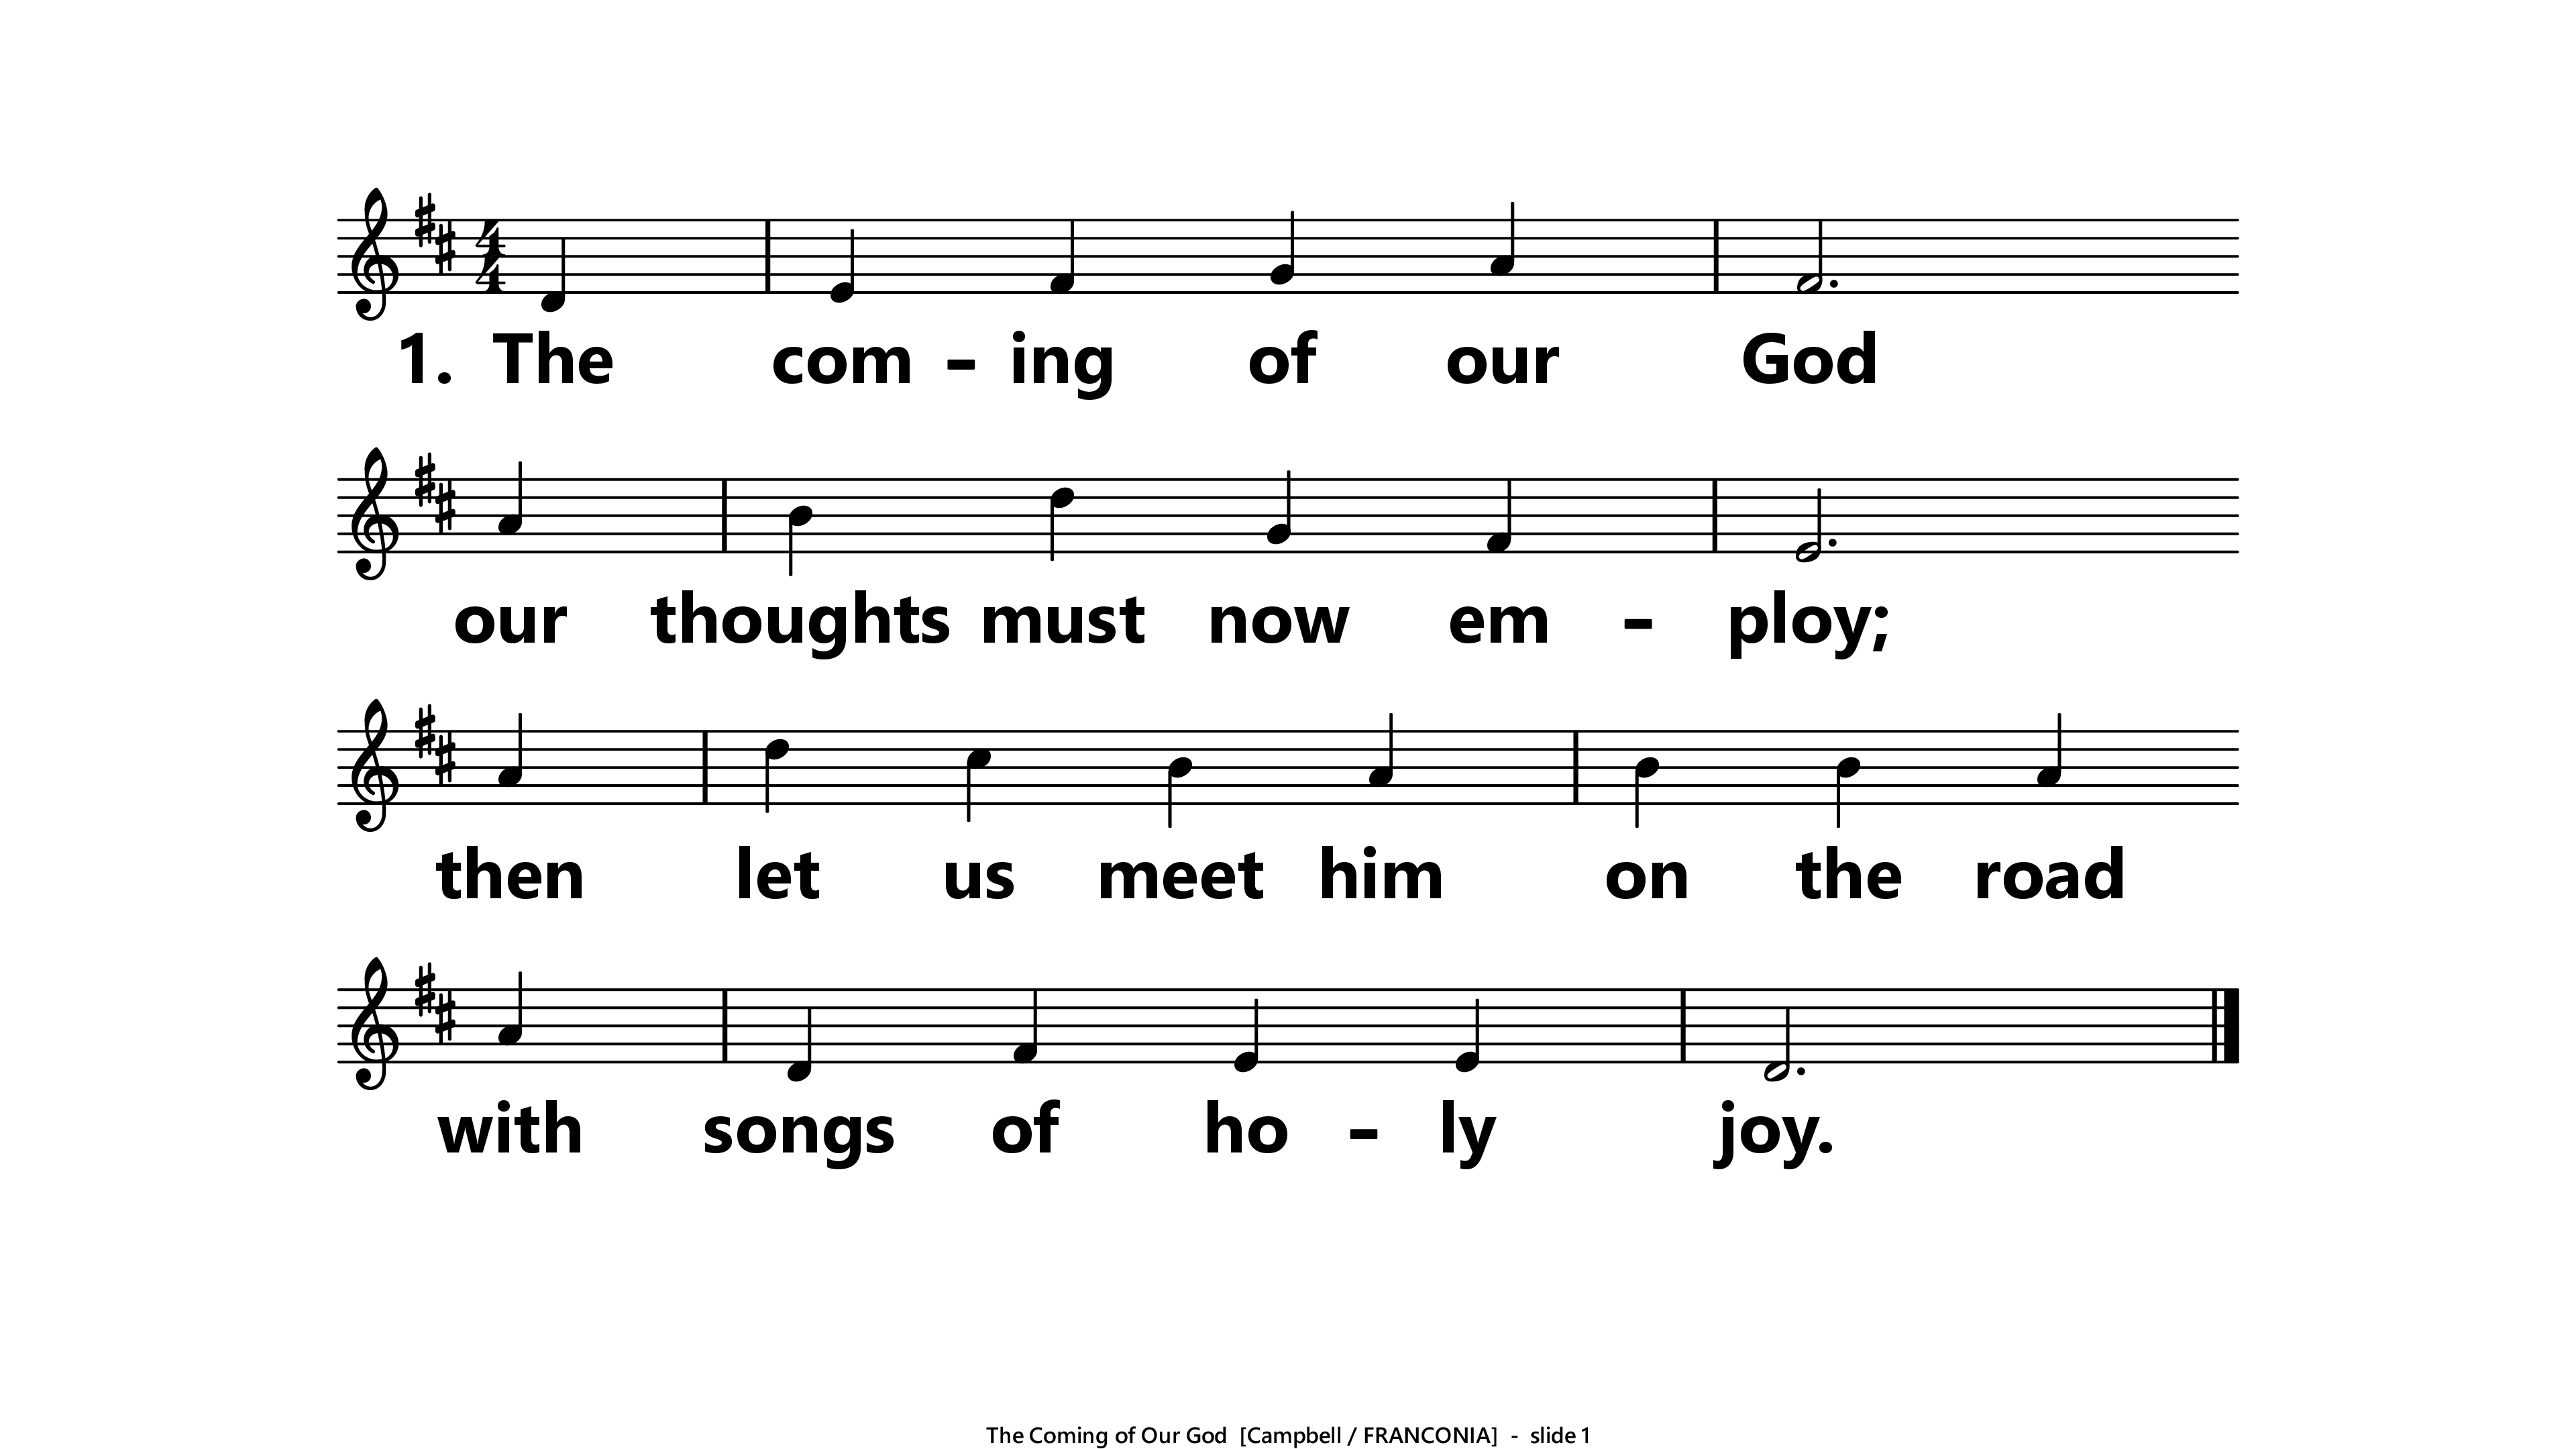 1. The com - ing of our God
our thoughts must now em - ploy;
then let us meet him on the road
with songs of ho - ly joy.
The Coming of Our God [Campbell / FRANCONIA] - slide 1